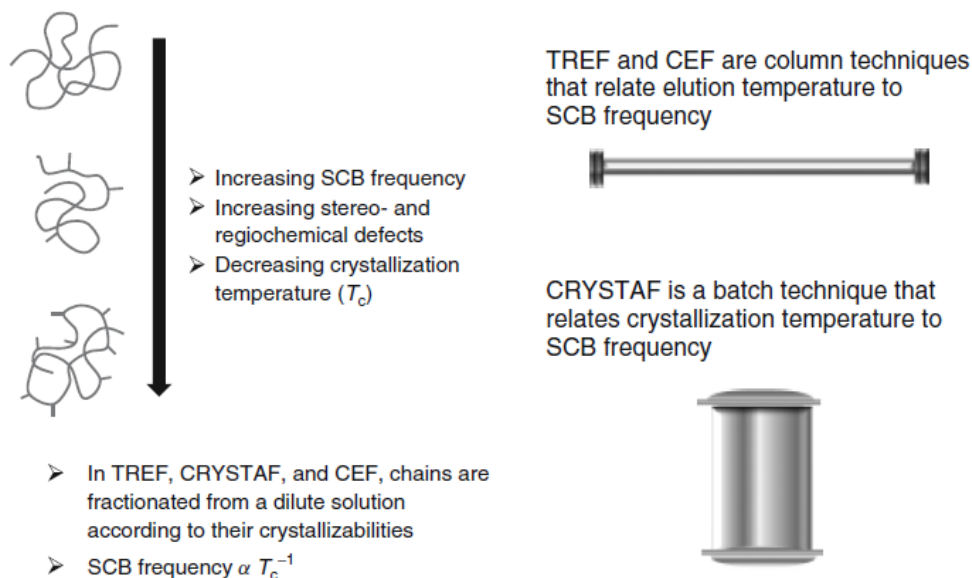 ➢ Increasing SCB frequency
➢ Increasing stereo- and
regiochemical defects
➢ Decreasing crystallization
temperature (T_c)
➢ In TREF, CRYSTAF, and CEF, chains are
fractionated from a dilute solution
according to their crystallizabilities
➢ SCB frequency α T_c^–1
TREF and CEF are column techniques
that relate elution temperature to
SCB frequency
CRYSTAF is a batch technique that
relates crystallization temperature to
SCB frequency